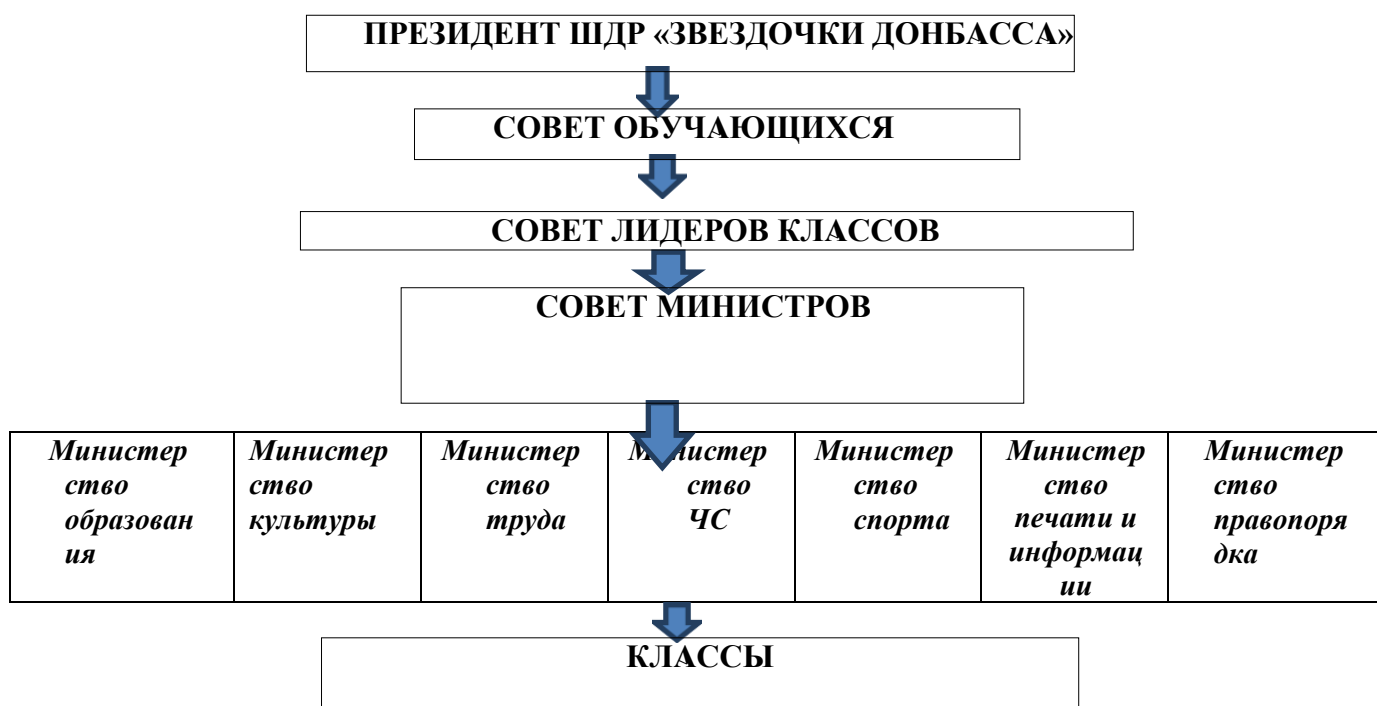 ПРЕЗИДЕНТ ШДР «ЗВЕЗДОЧКИ ДОНБАССА»
СОВЕТ ОБУЧАЮЩИХСЯ
СОВЕТ ЛИДЕРОВ КЛАССОВ
СОВЕТ МИНИСТРОВ
Министер
ство
образован
ия
Министер
ство
культуры
Министер
ство
труда
Министер
ство
ЧС
Министер
ство
спорта
Министер
ство
печати и
информац
ии
Министер
ство
правопоря
дка
КЛАССЫ